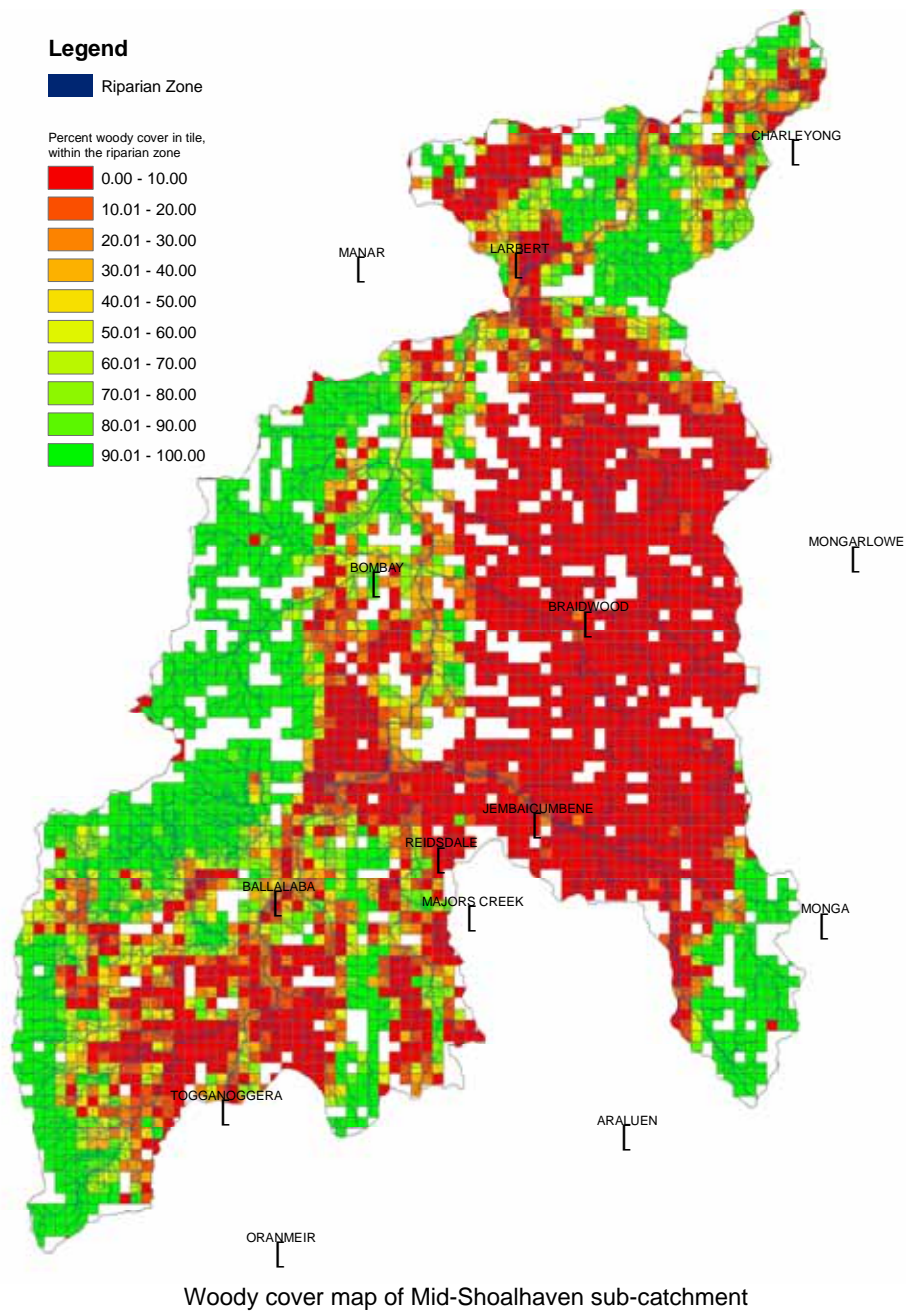 Legend
Riparian Zone
Percent woody cover in tile,
within the riparian zone
0.00 - 10.00
10.01 - 20.00
20.01 - 30.00
30.01 - 40.00
40.01 - 50.00
50.01 - 60.00
60.01 - 70.00
70.01 - 80.00
80.01 - 90.00
90.01 - 100.00
CHARLEYONG
MANAR
LARBERT
MONGARLOWE
BOMBAY
BRAIDWOOD
JEMBAICUMBENE
REIDSDALE
BALLALABA
MAJORS CREEK
MONGA
TOGGANOGGERA
ARALUEN
ORANMEIR
Woody cover map of Mid-Shoalhaven sub-catchment